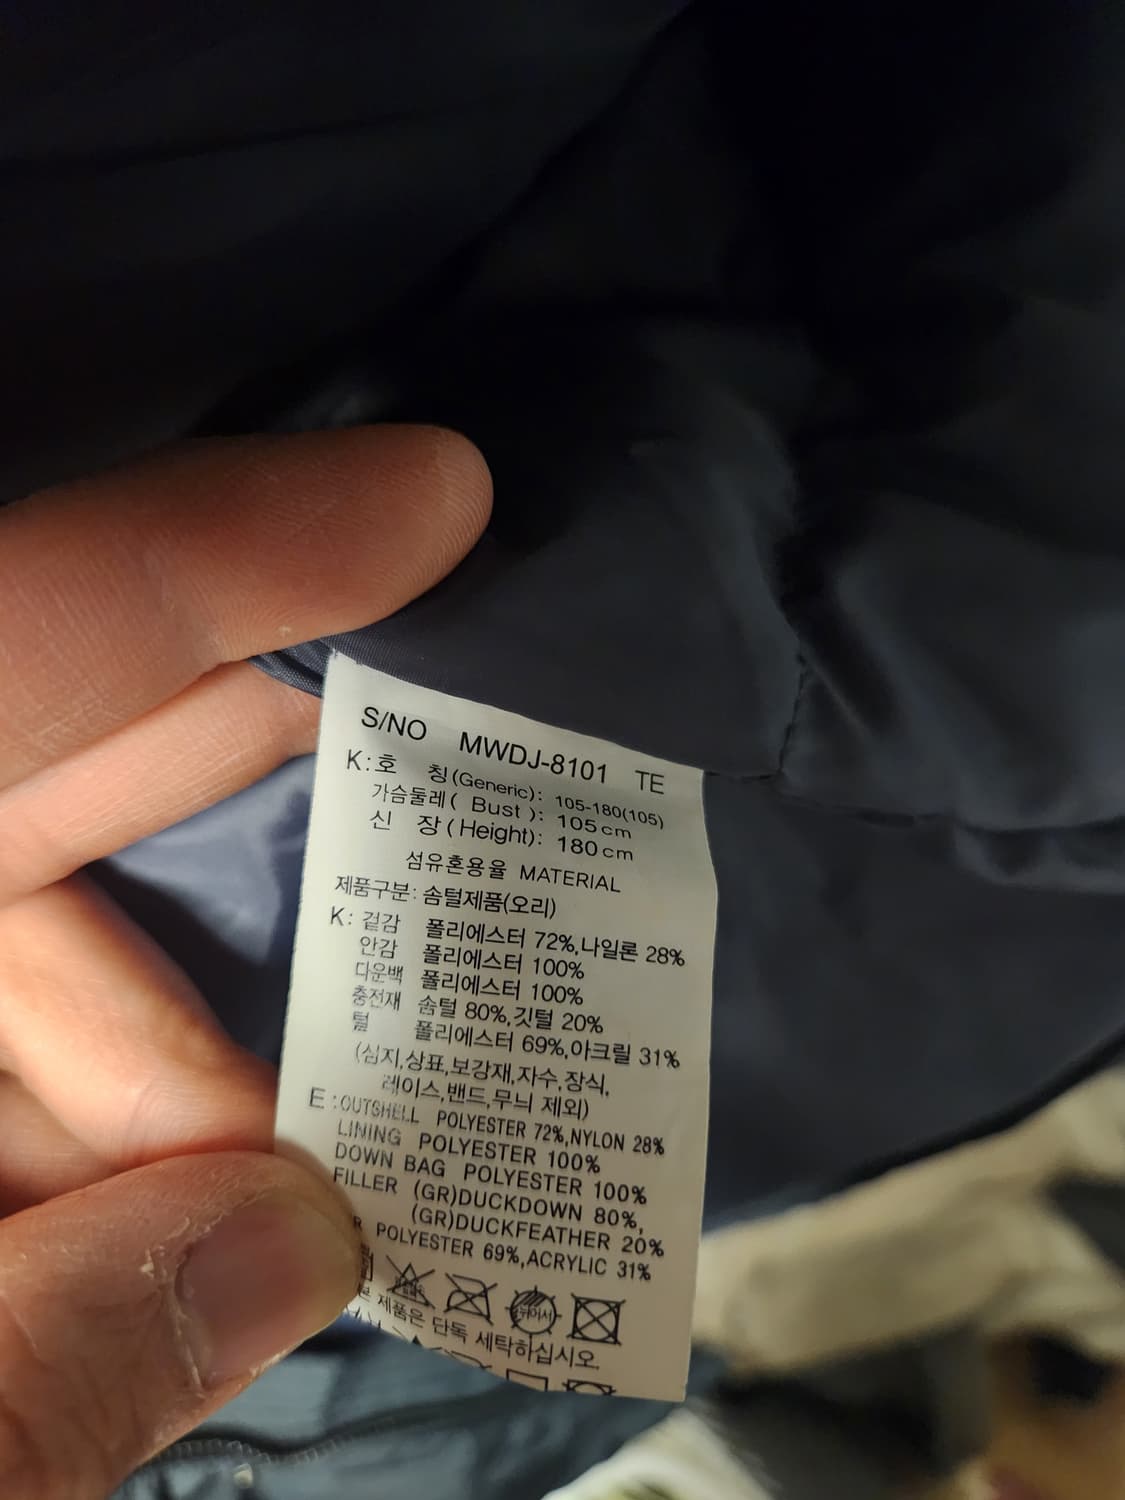 S/NO MWDJ-8101 TE
K:호 칭(Generic): 105-180(105)
가슴둘레( Bust ): 105cm
신 장(Height): 180cm
섬유혼용율 MATERIAL
제품구분: 솜털제품(오리)
K: 겉감 폴리에스터 72%,나일론 28%
안감 폴리에스터 100%
다운백 폴리에스터 100%
충전재 솜털 80%,깃털 20%
털 폴리에스터 69%,아크릴 31%
(심지,상표,보강재,자수,장식,
레이스,밴드,무늬 제외)
E :OUTSHELL POLYESTER 72%,NYLON 28%
LINING POLYESTER 100%
DOWN BAG POLYESTER 100%
FILLER (GR)DUCKDOWN 80%,
(GR)DUCKFEATHER 20%
POLYESTER 69%,ACRYLIC 31%
제품은 단독 세탁하십시오.